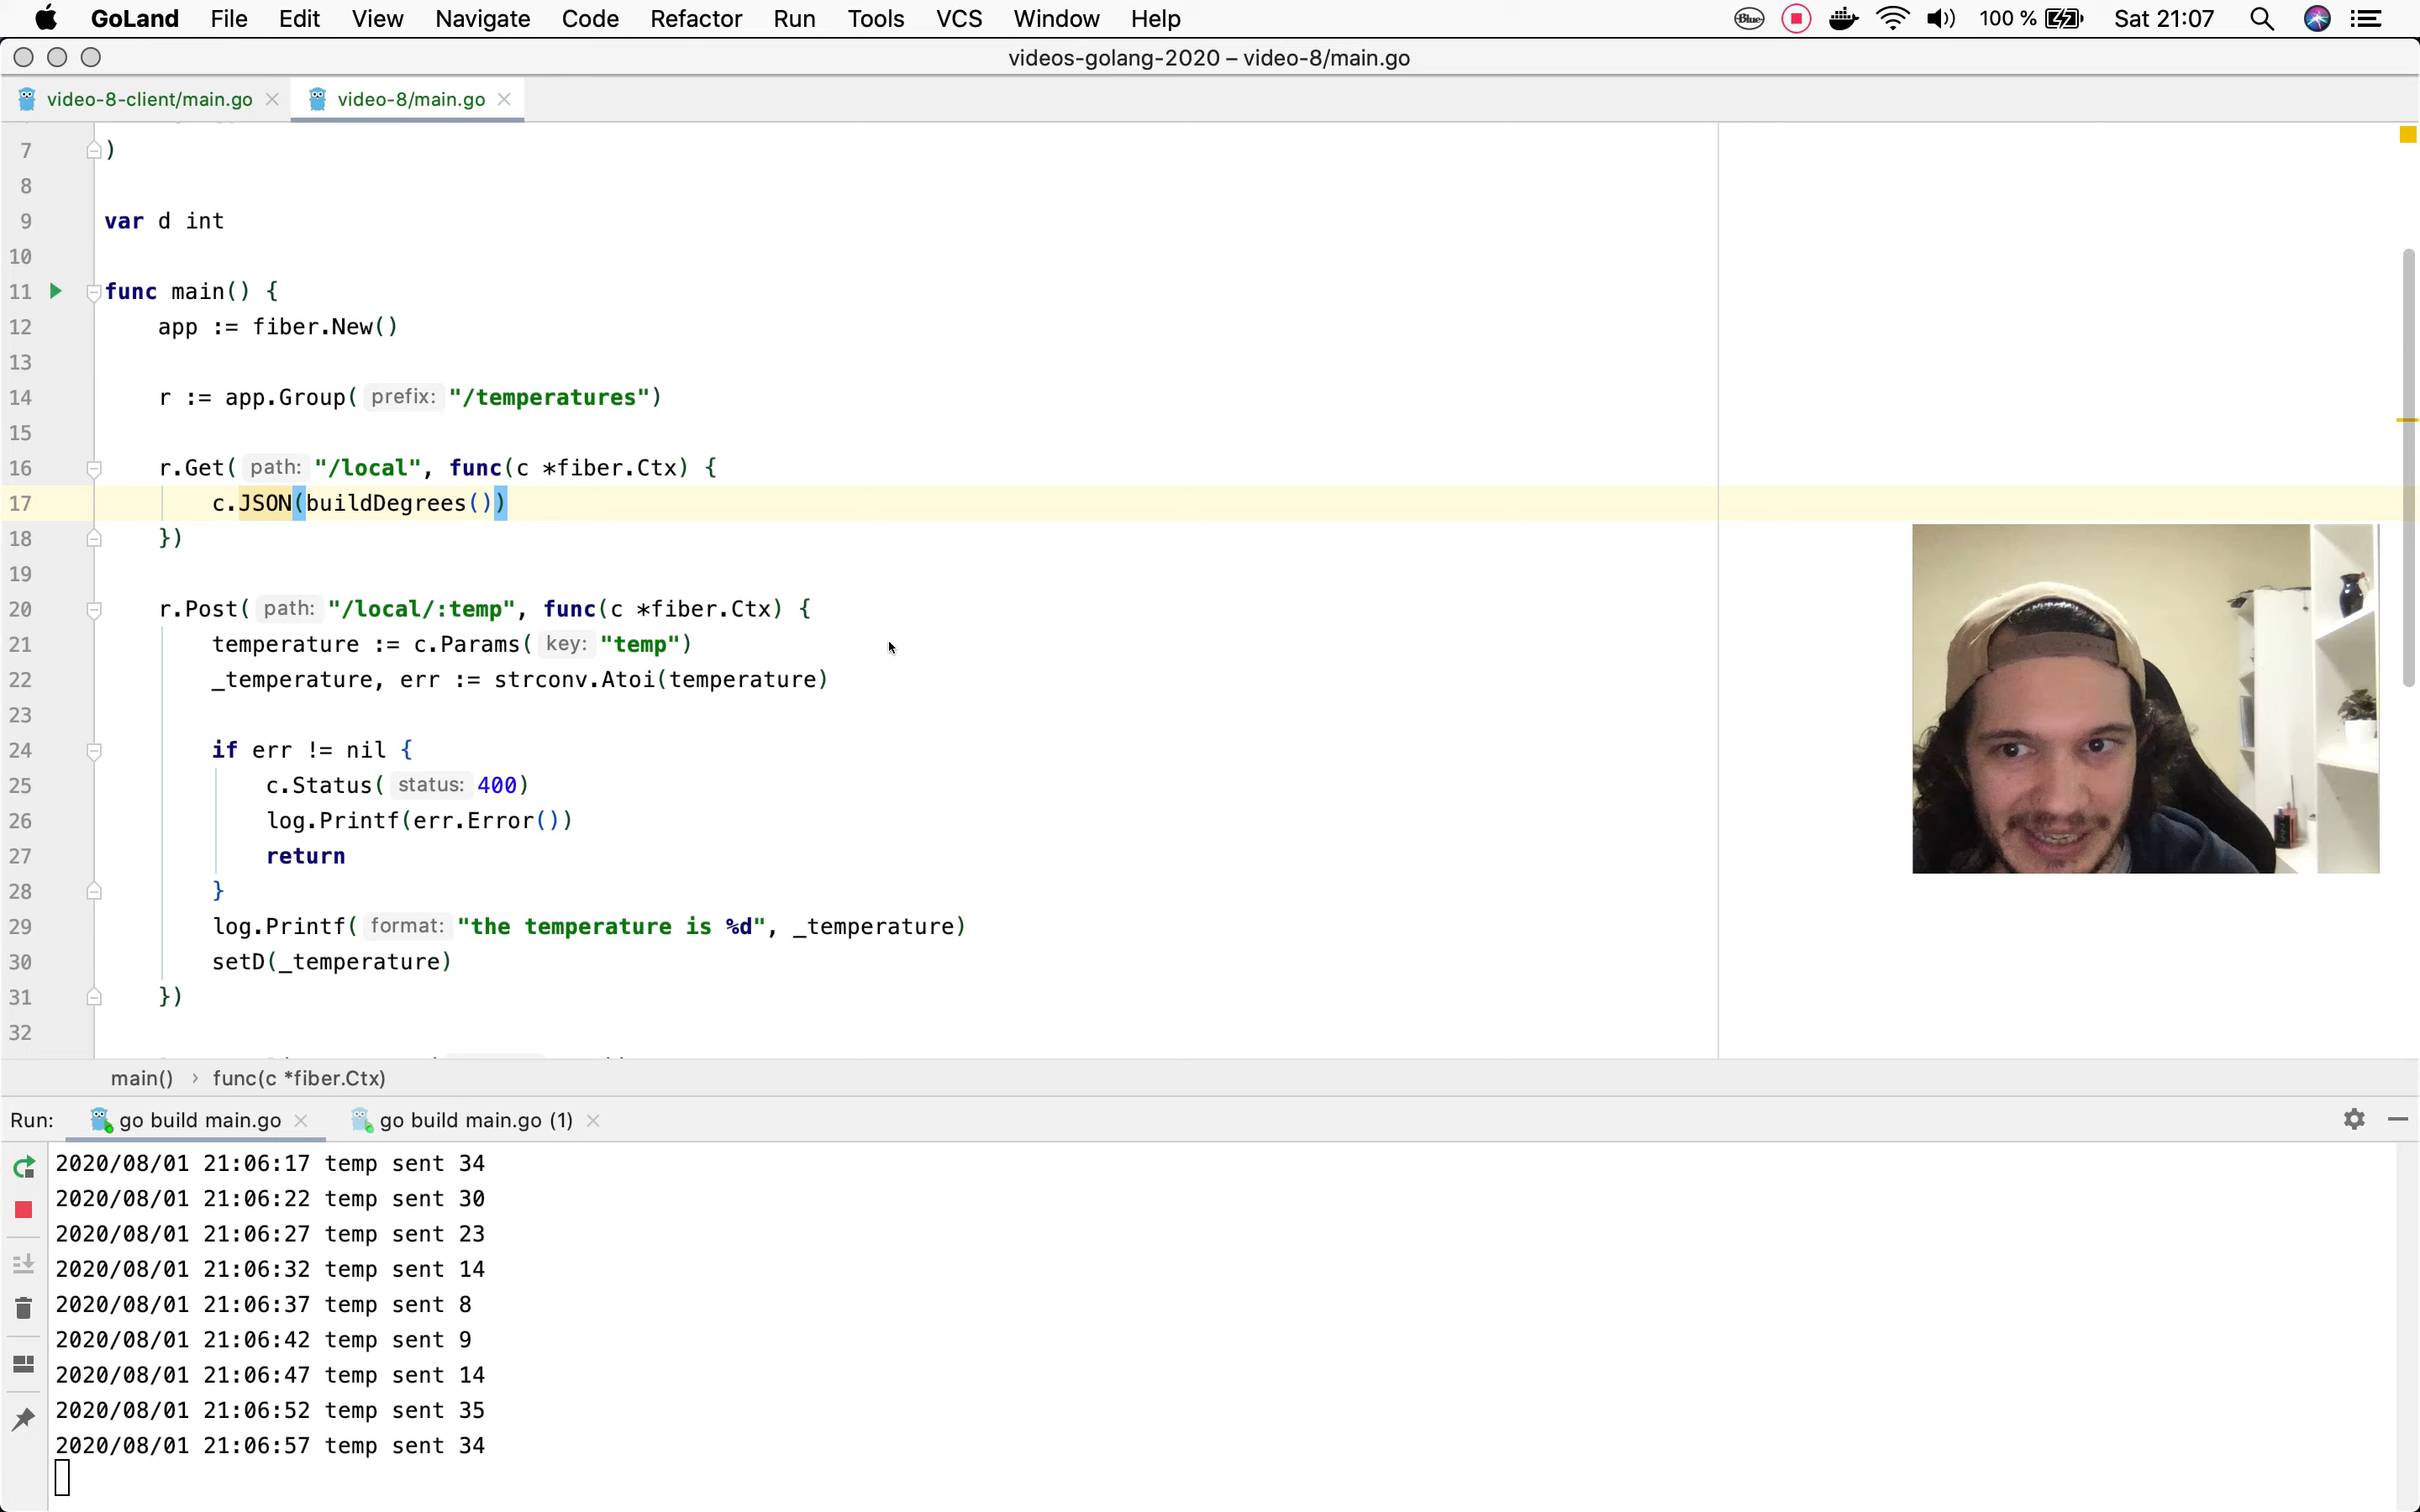 GoLand File Edit View Navigate Code Refactor Run Tools VCS Window Help Blue 100 % Sat 21:07
videos-golang-2020 – video-8/main.go
video-8-client/main.go video-8/main.go
7 )
8
9 var d int
10
11 func main() {
12 app := fiber.New()
13
14 r := app.Group( prefix: "/temperatures")
15
16 r.Get( path: "/local", func(c *fiber.Ctx) {
17 c.JSON(buildDegrees())
18 })
19
20 r.Post( path: "/local/:temp", func(c *fiber.Ctx) {
21 temperature := c.Params( key: "temp")
22 _temperature, err := strconv.Atoi(temperature)
23
24 if err != nil {
25 c.Status( status: 400)
26 log.Printf(err.Error())
27 return
28 }
29 log.Printf( format: "the temperature is %d", _temperature)
30 setD(_temperature)
31 })
32
main() › func(c *fiber.Ctx)
Run: go build main.go go build main.go (1)
2020/08/01 21:06:17 temp sent 34
2020/08/01 21:06:22 temp sent 30
2020/08/01 21:06:27 temp sent 23
2020/08/01 21:06:32 temp sent 14
2020/08/01 21:06:37 temp sent 8
2020/08/01 21:06:42 temp sent 9
2020/08/01 21:06:47 temp sent 14
2020/08/01 21:06:52 temp sent 35
2020/08/01 21:06:57 temp sent 34